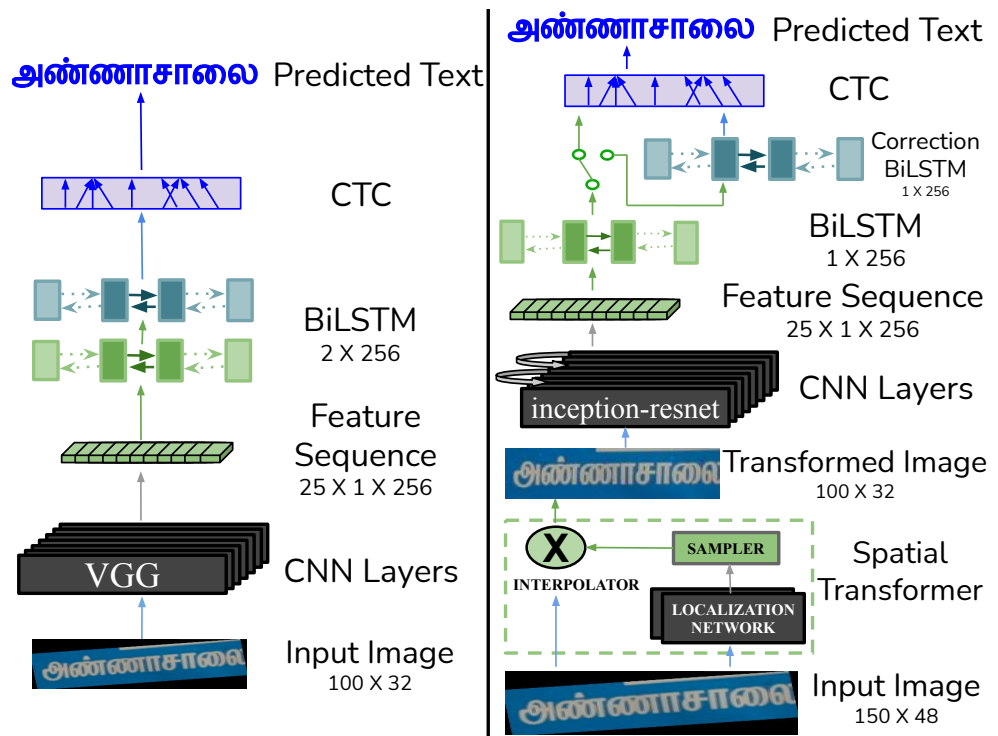 அண்ணாசாலை Predicted Text
CTC
BiLSTM
2 X 256
Feature
Sequence
25 X 1 X 256
VGG
CNN Layers
அண்ணாசாலை
Input Image
100 X 32
அண்ணாசாலை Predicted Text
CTC
Correction
BiLSTM
1 X 256
BiLSTM
1 X 256
Feature Sequence
25 X 1 X 256
inception-resnet
CNN Layers
அண்ணாசாலை
Transformed Image
100 X 32
X
INTERPOLATOR
SAMPLER
LOCALIZATION
NETWORK
Spatial
Transformer
அண்ணாசாலை
Input Image
150 X 48